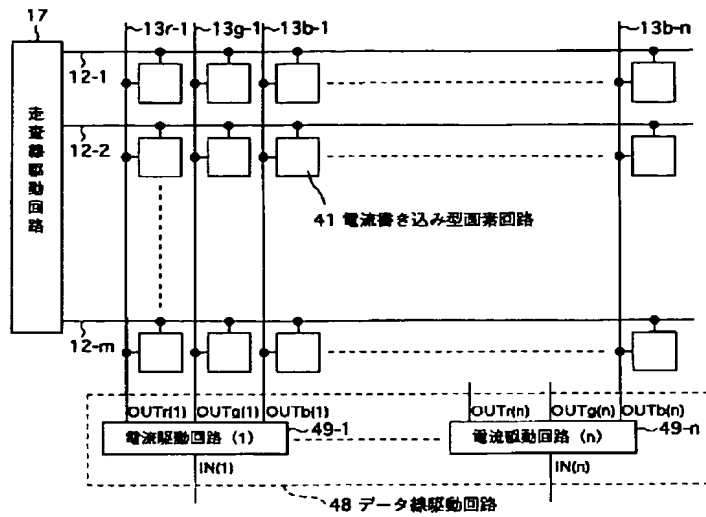 17
13r-1
13g-1
13b-1
13b-n
12-1
走査線駆動回路
12-2
41 電流書き込み型画素回路
12-m
OUTr(1)
OUTg(1)
OUTb(1)
OUTr(n)
OUTg(n)
OUTb(n)
電流駆動回路 (1)
49-1
電流駆動回路 (n)
49-n
IN(1)
IN(n)
48 データ線駆動回路